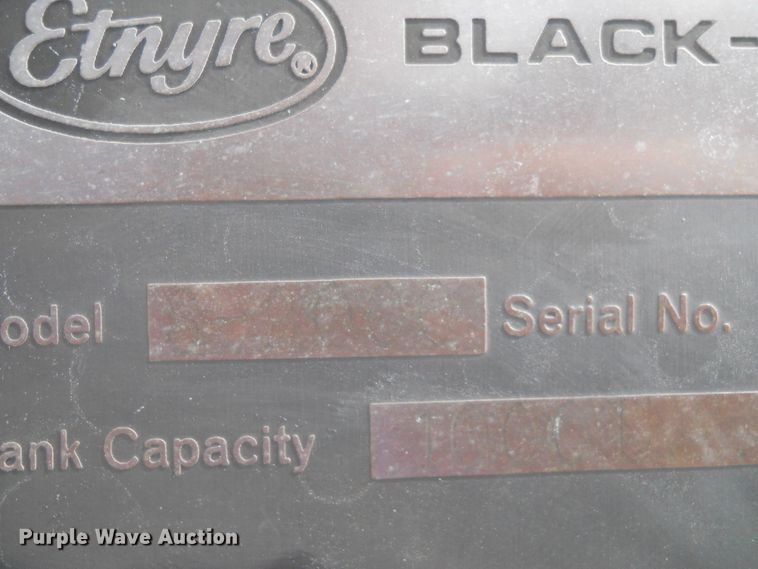 Etnyre®
BLACK-
odel
Serial No.
ank Capacity
Purple Wave Auction